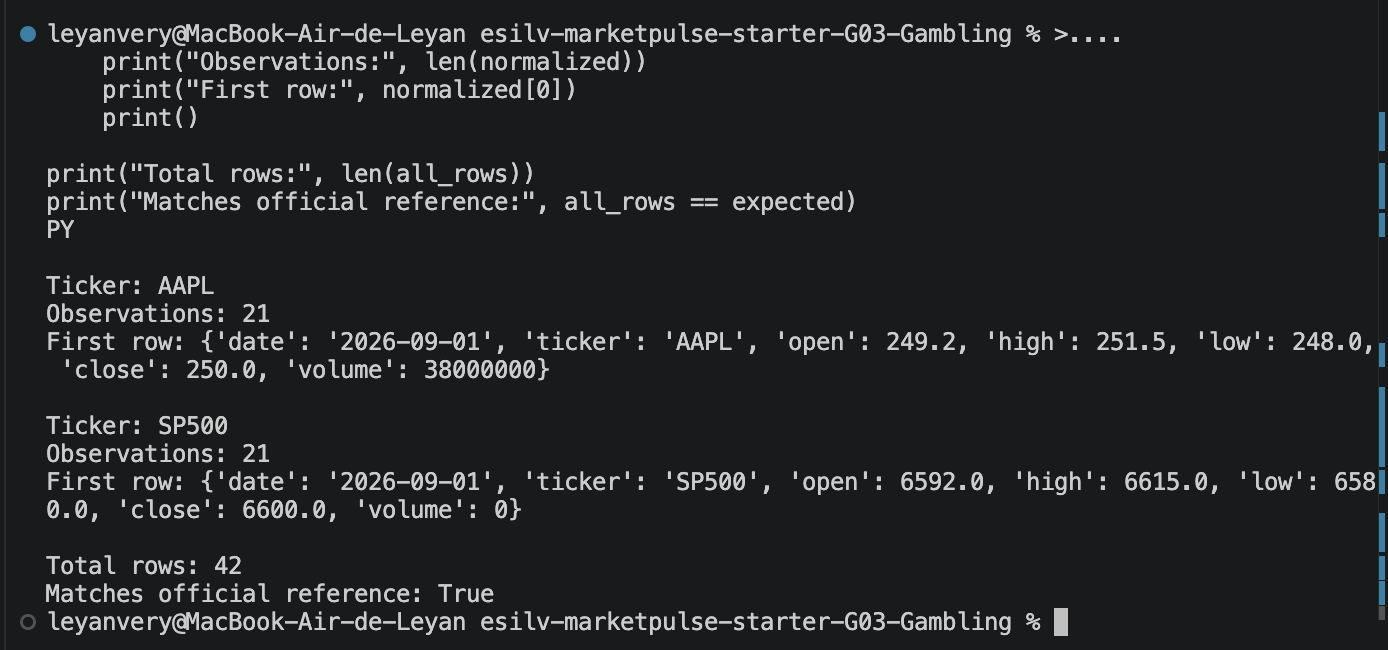 leyanvery@MacBook-Air-de-Leyan esilv-marketpulse-starter-G03-Gambling % >....
    print("Observations:", len(normalized))
    print("First row:", normalized[0])
    print()

print("Total rows:", len(all_rows))
print("Matches official reference:", all_rows == expected)
PY

Ticker: AAPL
Observations: 21
First row: {'date': '2026-09-01', 'ticker': 'AAPL', 'open': 249.2, 'high': 251.5, 'low': 248.0,
 'close': 250.0, 'volume': 38000000}

Ticker: SP500
Observations: 21
First row: {'date': '2026-09-01', 'ticker': 'SP500', 'open': 6592.0, 'high': 6615.0, 'low': 658
0.0, 'close': 6600.0, 'volume': 0}

Total rows: 42
Matches official reference: True
leyanvery@MacBook-Air-de-Leyan esilv-marketpulse-starter-G03-Gambling %